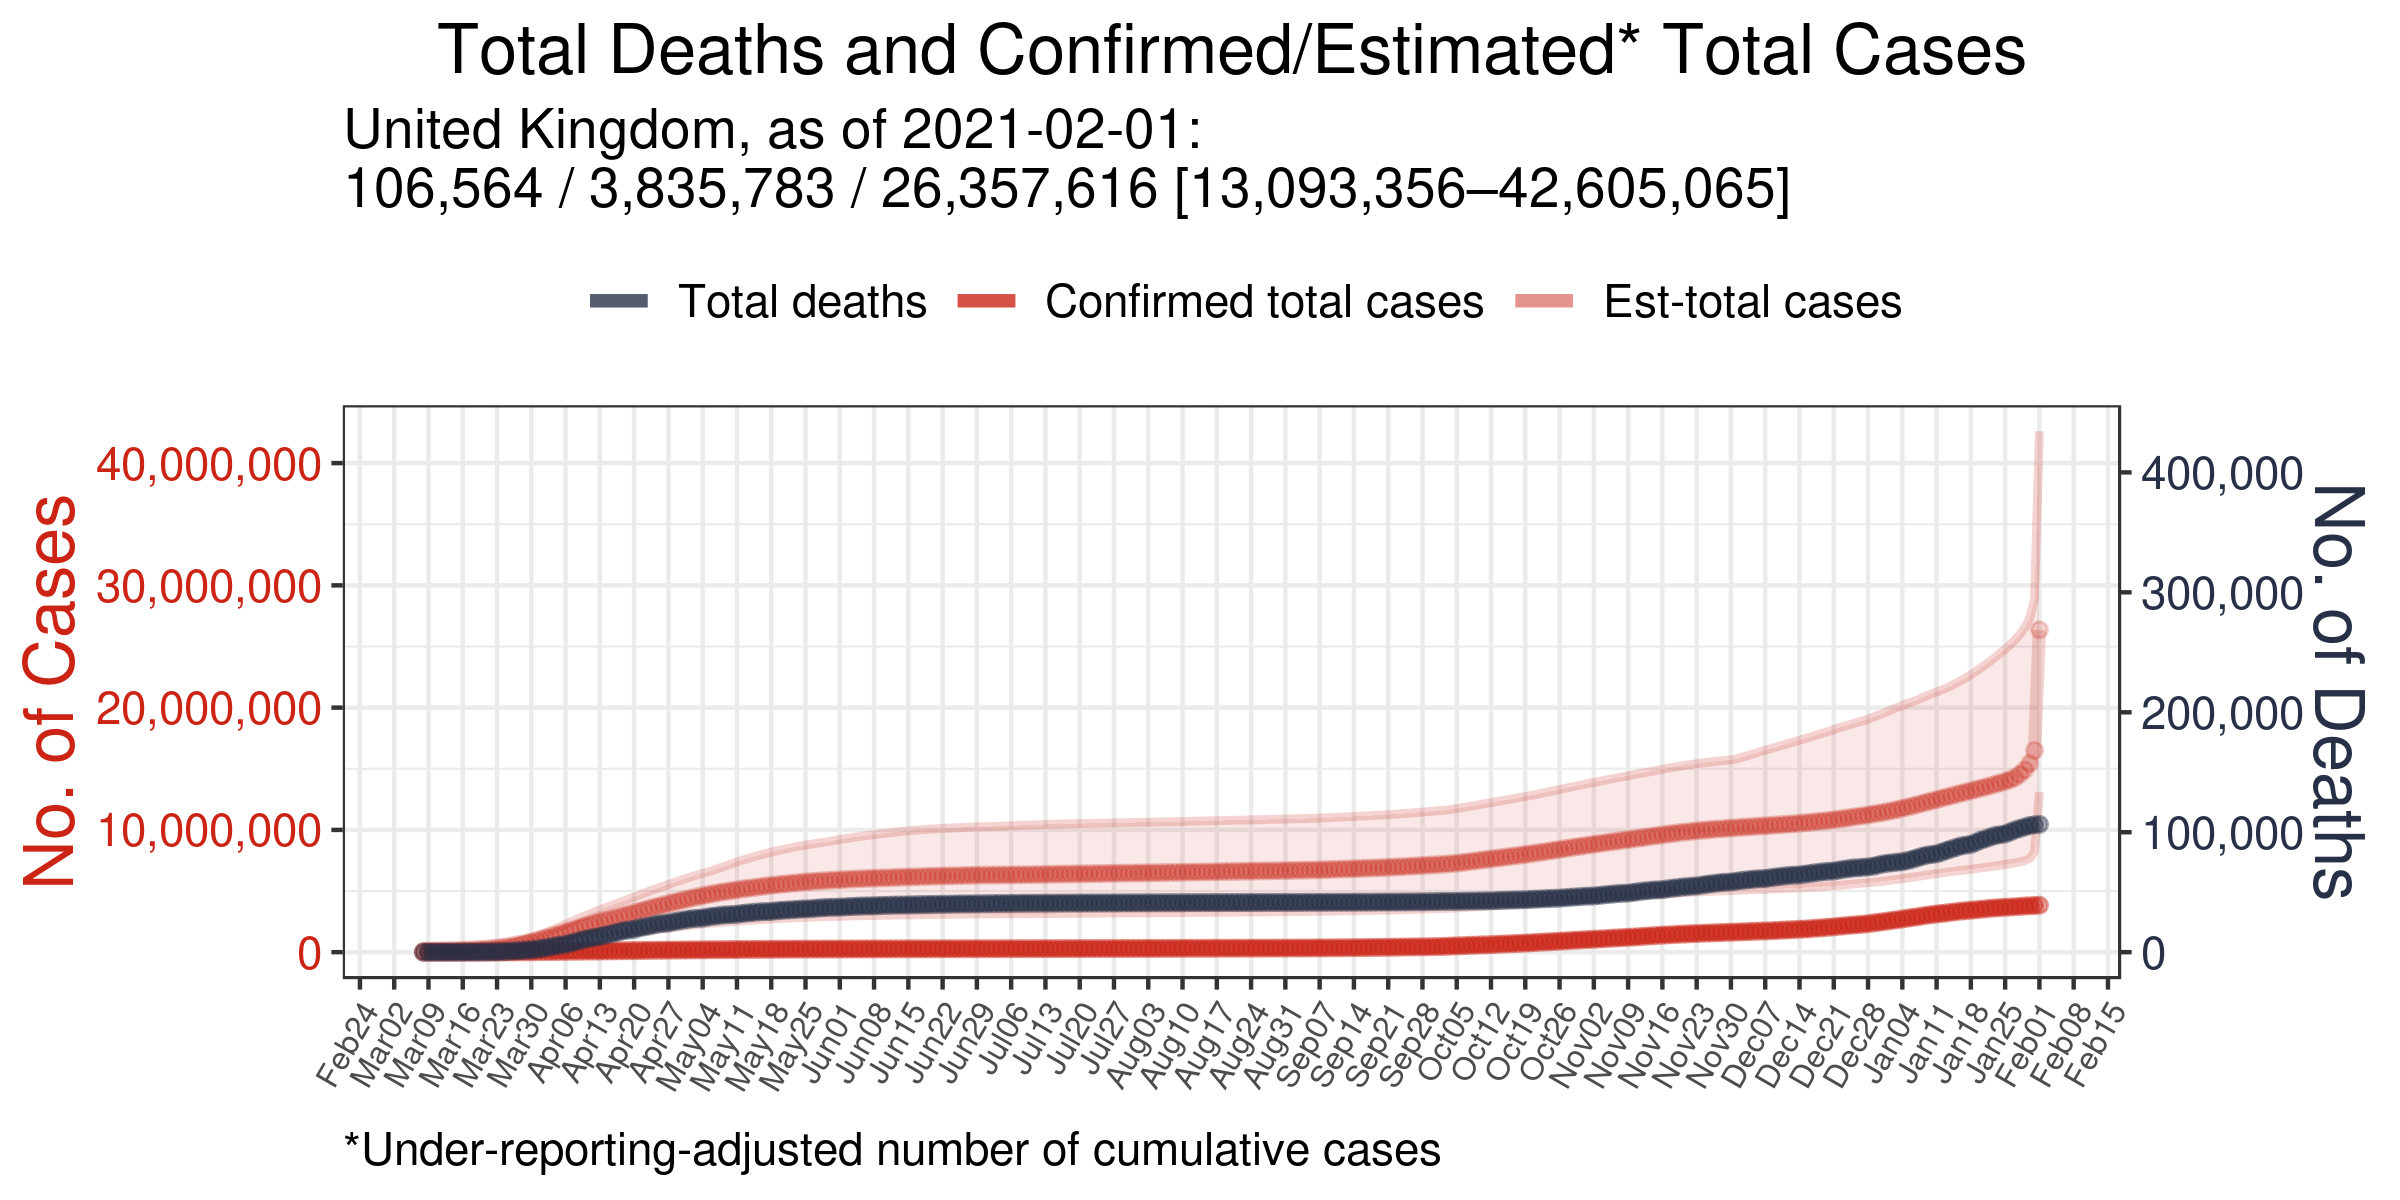 Total Deaths and Confirmed/Estimated* Total Cases
United Kingdom, as of 2021-02-01:
106,564 / 3,835,783 / 26,357,616 [13,093,356–42,605,065]
Total deaths Confirmed total cases Est-total cases
No. of Cases
40,000,000
30,000,000
20,000,000
10,000,000
0
400,000
300,000
200,000
100,000
0
No. of Deaths
Feb24 Mar02 Mar09 Mar16 Mar23 Mar30 Apr06 Apr13 Apr20 Apr27 May04 May11 May18 May25 Jun01 Jun08 Jun15 Jun22 Jun29 Jul06 Jul13 Jul20 Jul27 Aug03 Aug10 Aug17 Aug24 Aug31 Sep07 Sep14 Sep21 Sep28 Oct05 Oct12 Oct19 Oct26 Nov02 Nov09 Nov16 Nov23 Nov30 Dec07 Dec14 Dec21 Dec28 Jan04 Jan11 Jan18 Jan25 Feb01 Feb08 Feb15
*Under-reporting-adjusted number of cumulative cases